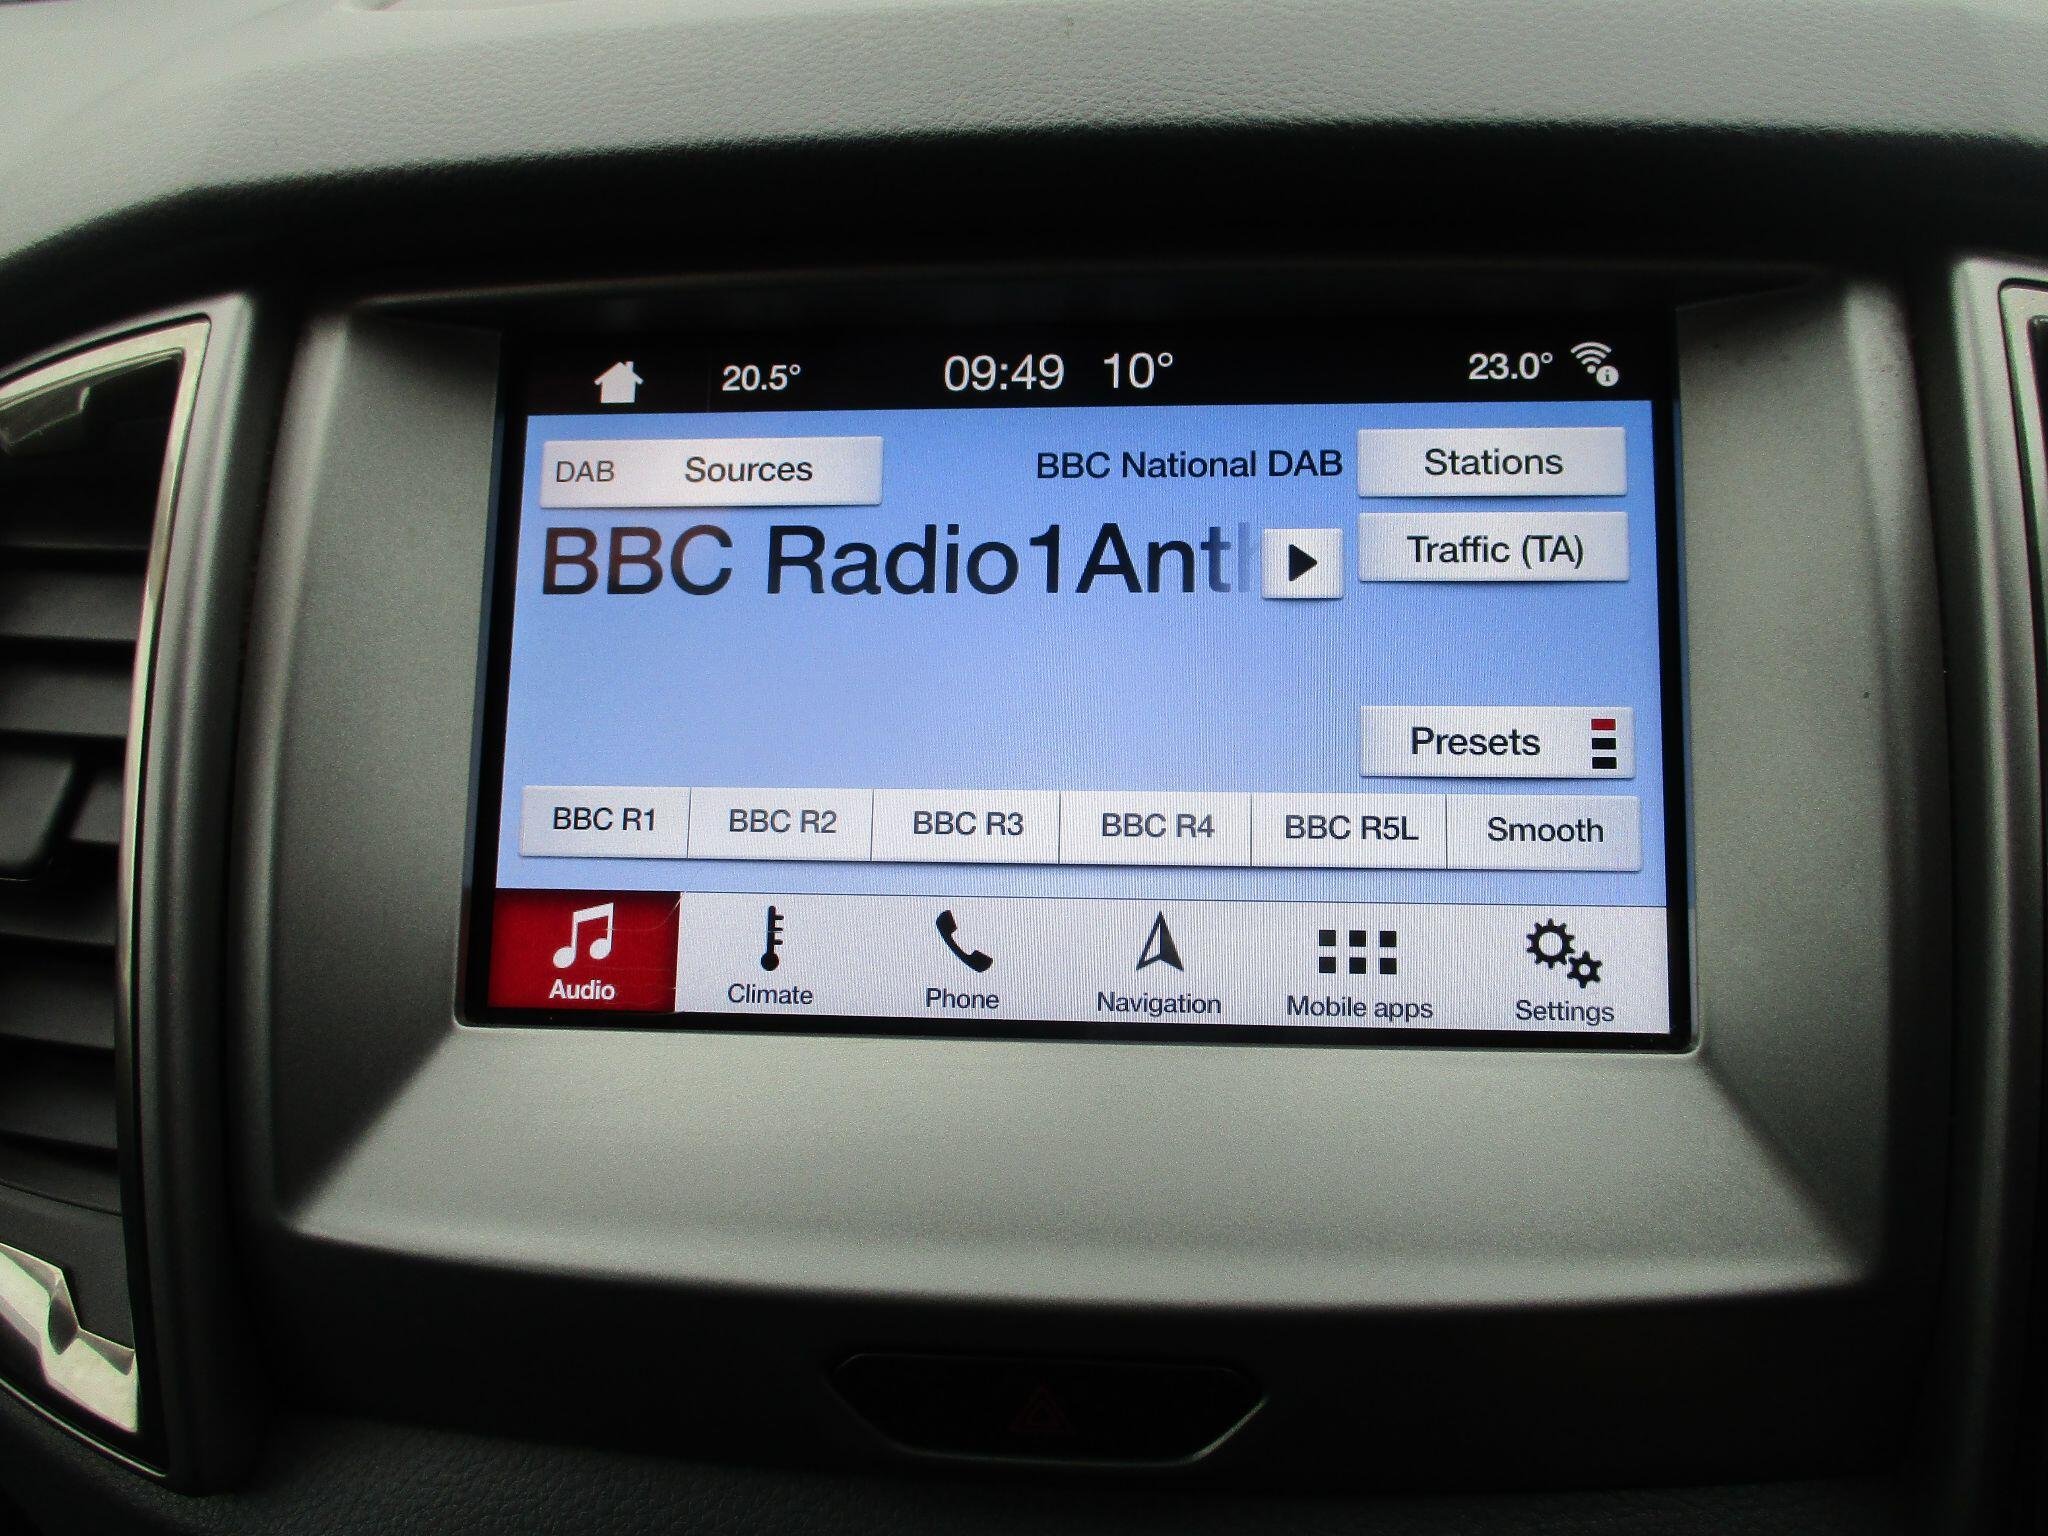 20.5° 09:49 10° 23.0°
DAB Sources BBC National DAB Stations
BBC Radio1Anth Traffic (TA)
Presets
BBC R1 BBC R2 BBC R3 BBC R4 BBC R5L Smooth
Audio Climate Phone Navigation Mobile apps Settings